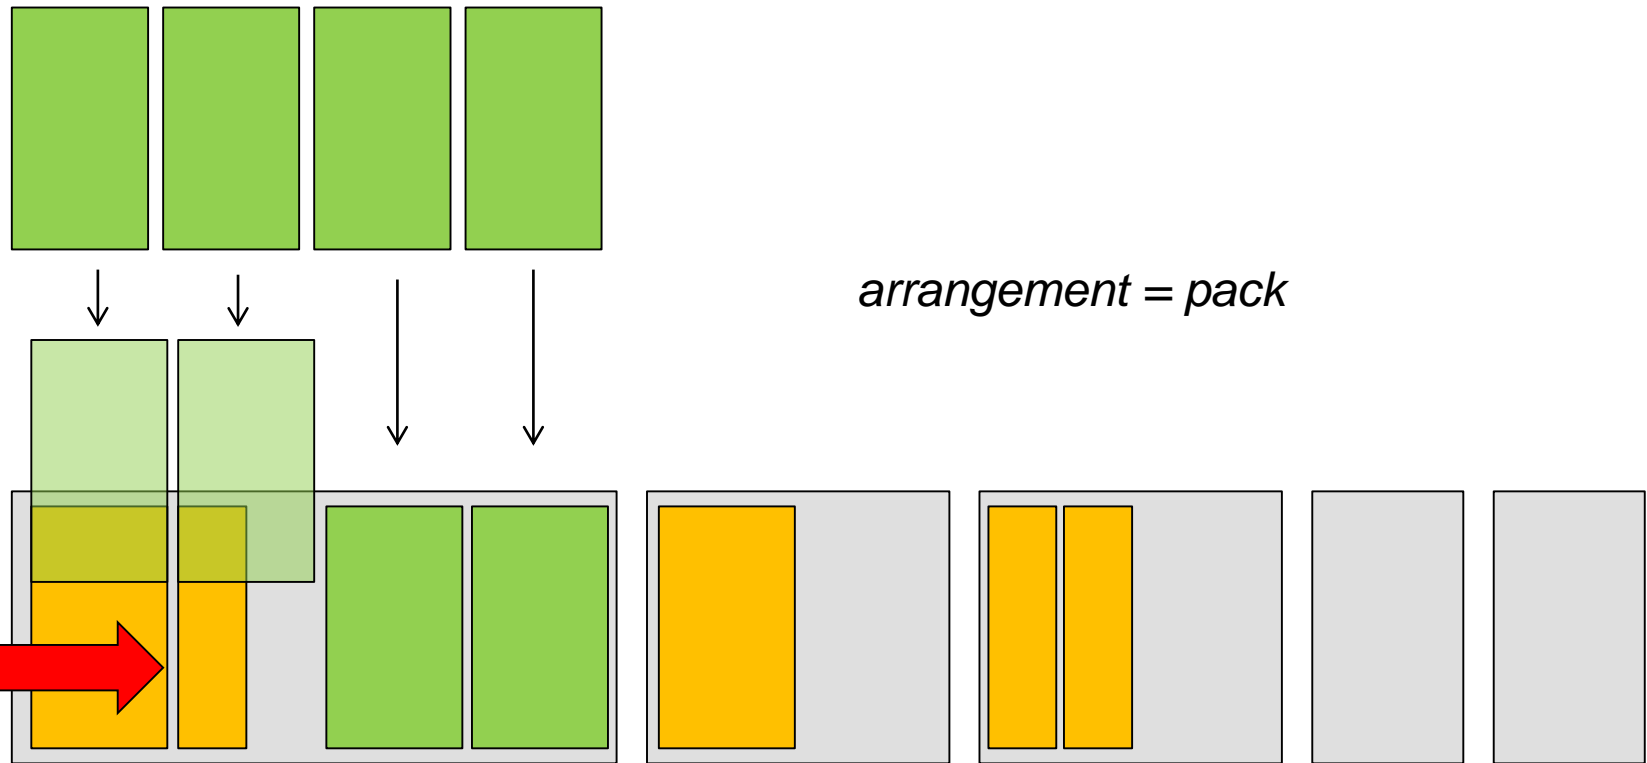 arrangement = pack